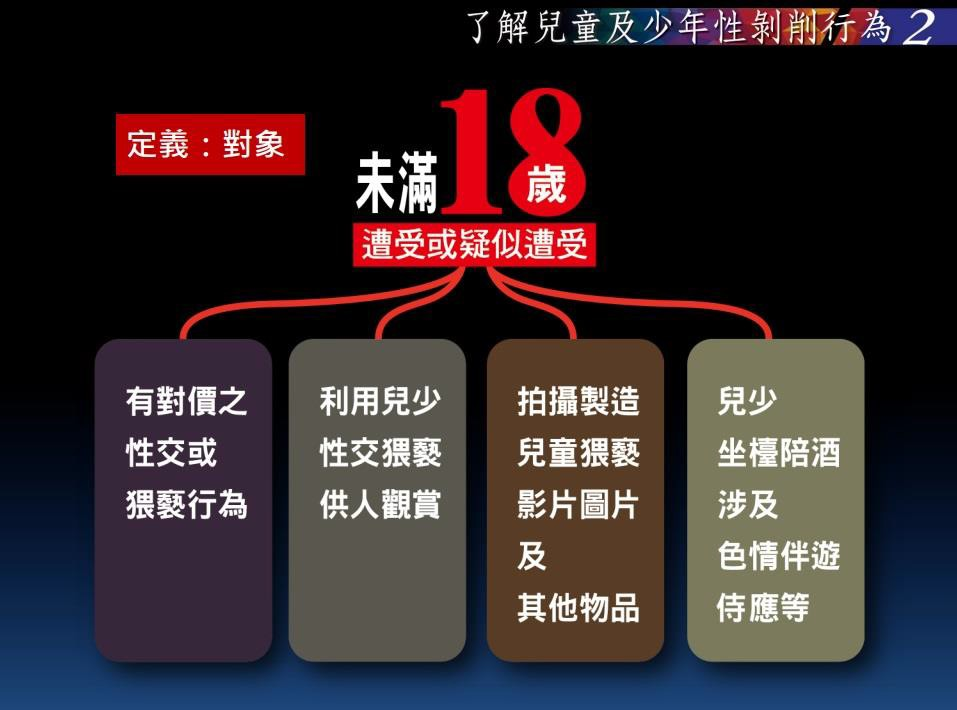 了解兒童及少年性剝削行為 2
定義：對象
未滿18歲
遭受或疑似遭受
有對價之
性交或
猥褻行為
利用兒少
性交猥褻
供人觀賞
拍攝製造
兒童猥褻
影片圖片
及
其他物品
兒少
坐檯陪酒
涉及
色情伴遊
侍應等